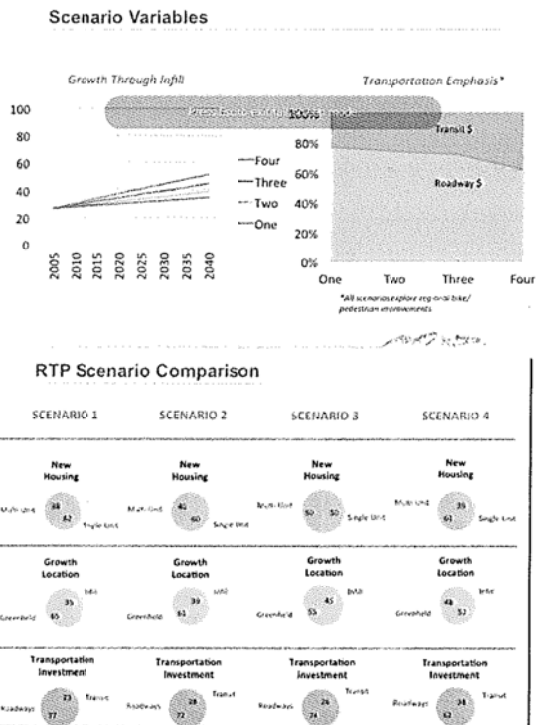 Scenario Variables
Growth Through Infill
100
80
60
40
20
0
2005
2010
2015
2020
2025
2030
2035
2040
Four
Three
Two
One
Transportation Emphasis*
100%
80%
60%
40%
20%
0%
Transit $
Roadway $
One Two Three Four
*All scenarios explore regional bike/
pedestrian improvements
RTP Scenario Comparison
SCENARIO 1 SCENARIO 2 SCENARIO 3 SCENARIO 4
New New New New
Housing Housing Housing Housing
Multi-Unit 38 62 Single Unit
Multi-Unit 60 Single Unit
Multi-Unit 50 50 Single Unit
Multi-Unit 39 61 Single Unit
Growth Growth Growth Growth
Location Location Location Location
Greenfield 65 35 Infill
Greenfield 61 39 Infill
Greenfield 55 45 Infill
Greenfield 48 52 Infill
Transportation Transportation Transportation Transportation
Investment Investment Investment Investment
Roadways 77 23 Transit
Roadways 72 28 Transit
Roadways 26 Transit
Roadways 62 38 Transit